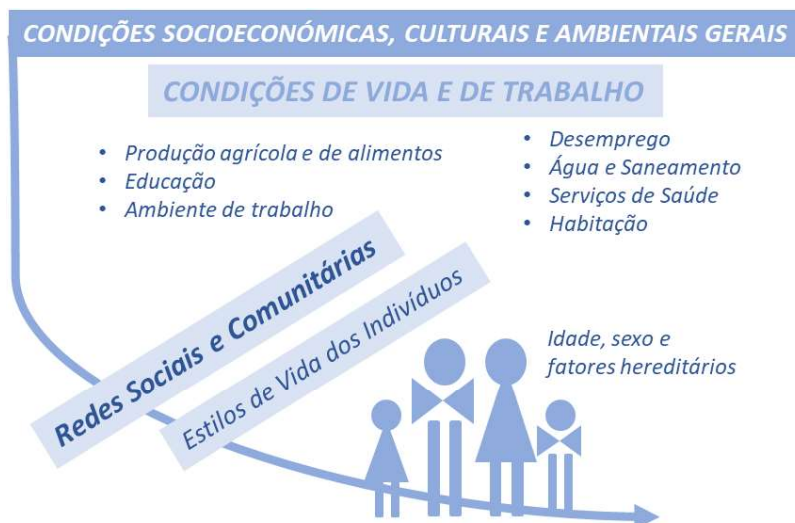 CONDIÇÕES SOCIOECONÓMICAS, CULTURAIS E AMBIENTAIS GERAIS
CONDIÇÕES DE VIDA E DE TRABALHO
• Produção agrícola e de alimentos
• Educação
• Ambiente de trabalho
• Desemprego
• Água e Saneamento
• Serviços de Saúde
• Habitação
Redes Sociais e Comunitárias
Estilos de Vida dos Indivíduos
Idade, sexo e
fatores hereditários